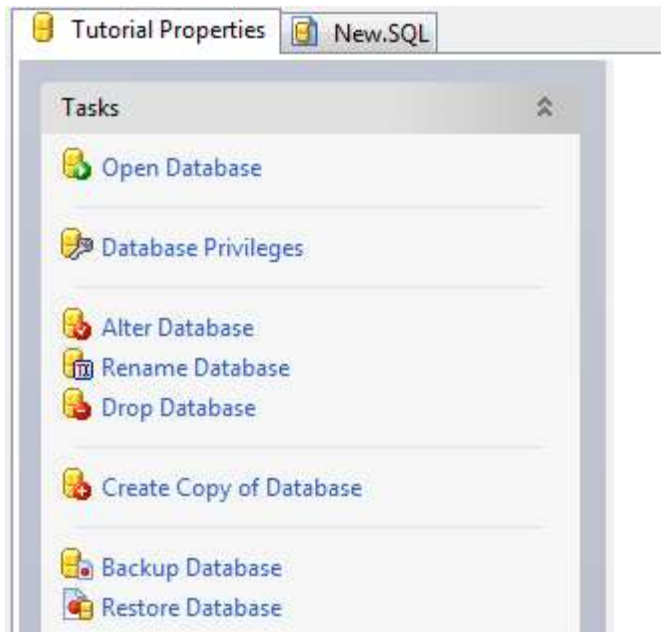 Tutorial Properties New.SQL
Tasks
Open Database
Database Privileges
Alter Database
Rename Database
Drop Database
Create Copy of Database
Backup Database
Restore Database